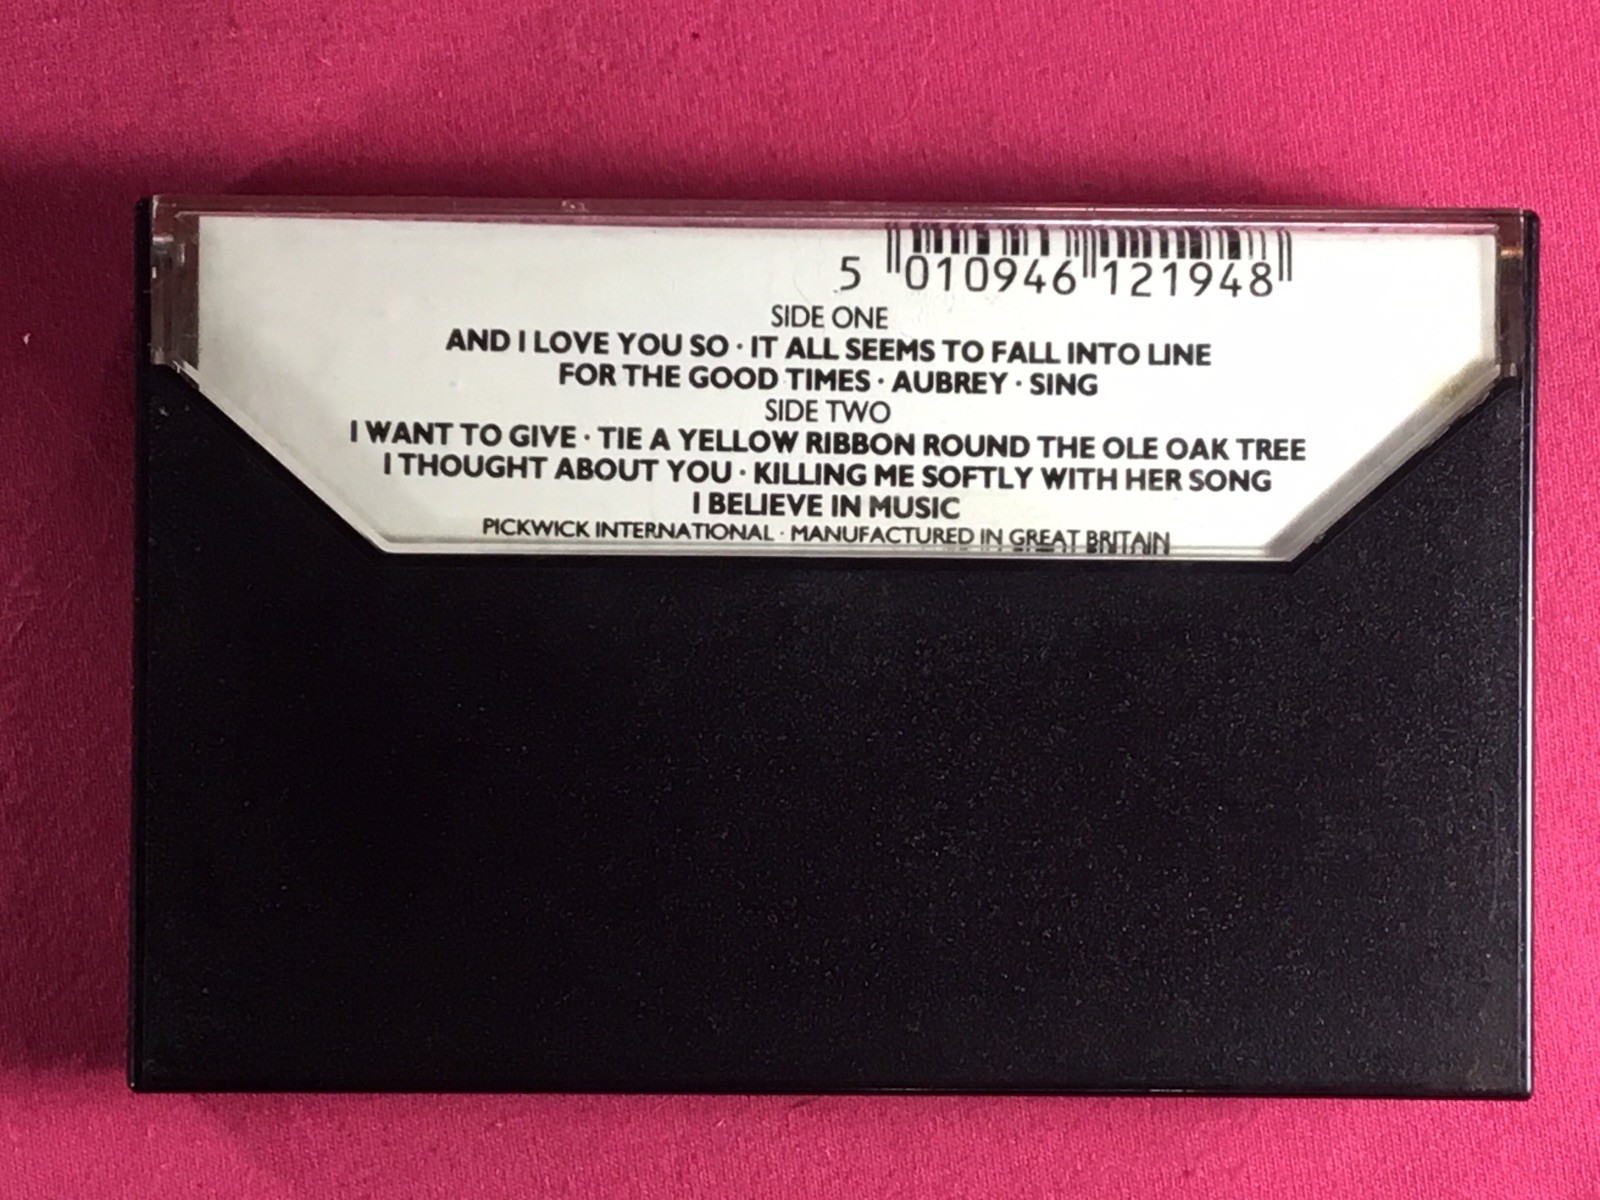 5 010946 121948
SIDE ONE
AND I LOVE YOU SO · IT ALL SEEMS TO FALL INTO LINE
FOR THE GOOD TIMES · AUBREY · SING
SIDE TWO
I WANT TO GIVE · TIE A YELLOW RIBBON ROUND THE OLE OAK TREE
I THOUGHT ABOUT YOU · KILLING ME SOFTLY WITH HER SONG
I BELIEVE IN MUSIC
PICKWICK INTERNATIONAL · MANUFACTURED IN GREAT BRITAIN